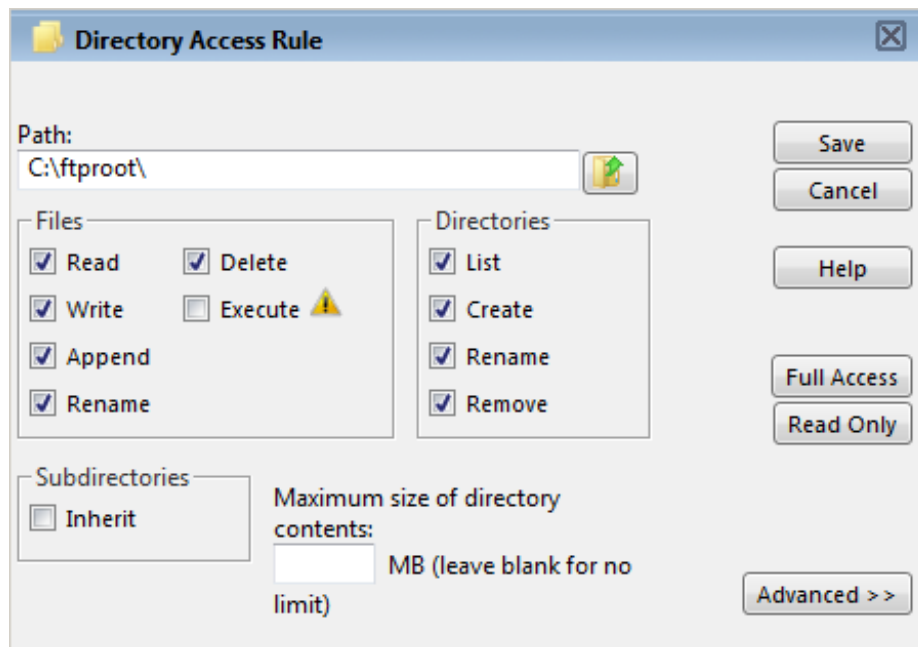 Directory Access Rule
Path:
C:\ftproot\
Save
Cancel
Help
Files
Read
Delete
Write
Execute
Append
Rename
Directories
List
Create
Rename
Remove
Full Access
Read Only
Subdirectories
Inherit
Maximum size of directory
contents:
MB (leave blank for no
limit)
Advanced >>